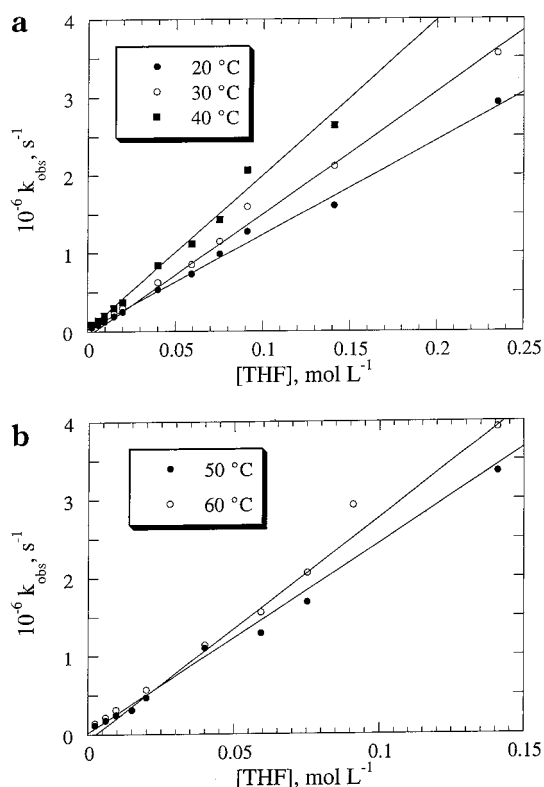 a
4
3
2
1
0
10⁻⁶ k_obs, s⁻¹
20 °C
30 °C
40 °C
0
0.05
0.1
0.15
0.2
0.25
[THF], mol L⁻¹
b
4
3
2
1
0
10⁻⁶ k_obs, s⁻¹
50 °C
60 °C
0
0.05
0.1
0.15
[THF], mol L⁻¹